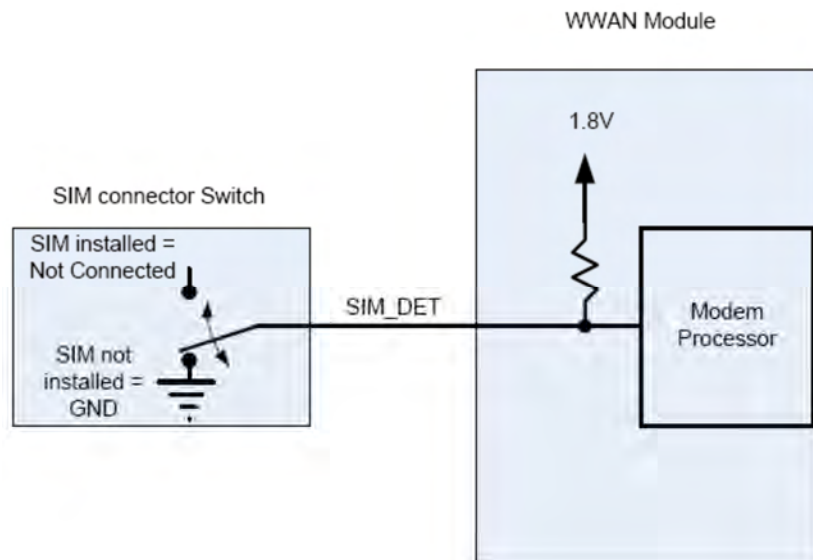 WWAN Module
1.8V
SIM connector Switch
SIM installed =
Not Connected
SIM_DET
Modem
Processor
SIM not
installed =
GND